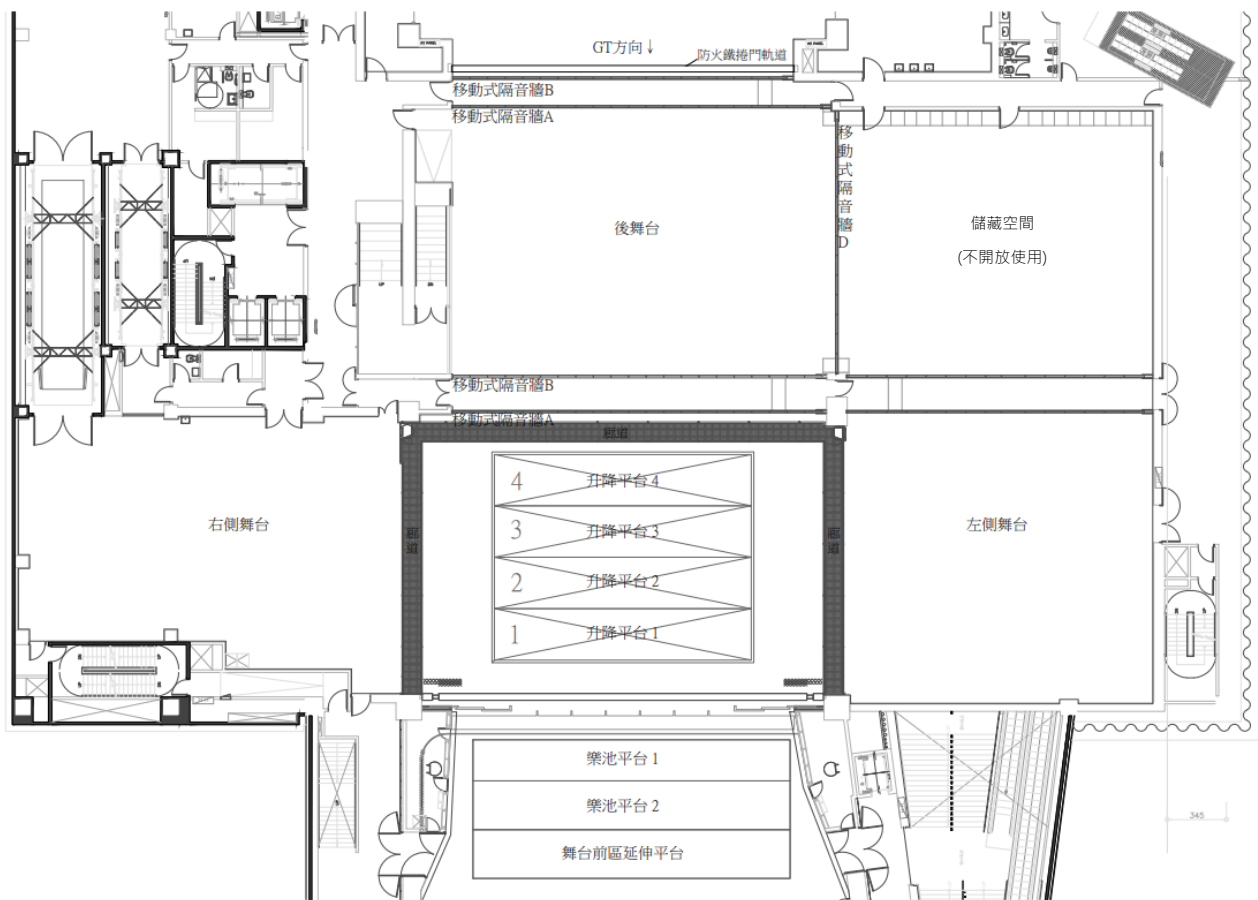 GT方向↓
防火鐵捲門軌道
移動式隔音牆B
移動式隔音牆A
移動式隔音牆D
後舞台
儲藏空間
(不開放使用)
移動式隔音牆B
移動式隔音牆A
廊道
4 升降平台 4
3 升降平台 3
2 升降平台 2
1 升降平台 1
右側舞台
廊道
廊道
左側舞台
樂池平台 1
樂池平台 2
舞台前區延伸平台
345